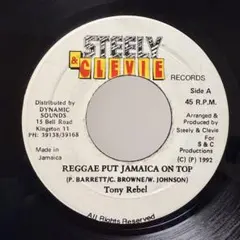 STEELY
& CLEVIE
RECORDS
Distributed by
DYNAMIC
SOUNDS
15 Bell Road
Kingston 11
PH: 39138/39168
Made in
Jamaica
Side A
45 R.P.M.
Arranged &
Produced by
Steely & Clevie
For
S & C
Productions
(C) (P) 1992
REGGAE PUT JAMAICA ON TOP
(P. BARRETT/C. BROWNE/W. JOHNSON)
Tony Rebel
All Rights Reserved